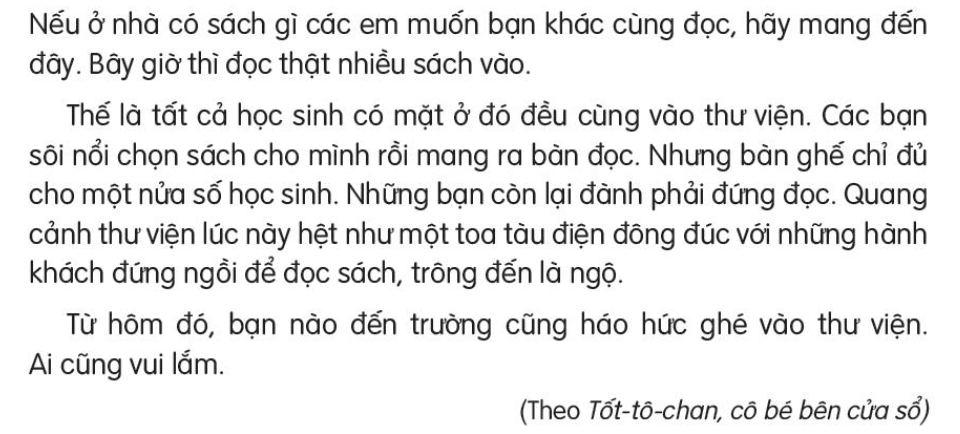 Nếu ở nhà có sách gì các em muốn bạn khác cùng đọc, hãy mang đến
đây. Bây giờ thì đọc thật nhiều sách vào.
Thế là tất cả học sinh có mặt ở đó đều cùng vào thư viện. Các bạn
sôi nổi chọn sách cho mình rồi mang ra bàn đọc. Nhưng bàn ghế chỉ đủ
cho một nửa số học sinh. Những bạn còn lại đành phải đứng đọc. Quang
cảnh thư viện lúc này hệt như một toa tàu điện đông đúc với những hành
khách đứng ngồi để đọc sách, trông đến là ngộ.
Từ hôm đó, bạn nào đến trường cũng háo hức ghé vào thư viện.
Ai cũng vui lắm.
(Theo Tốt-tô-chan, cô bé bên cửa sổ)